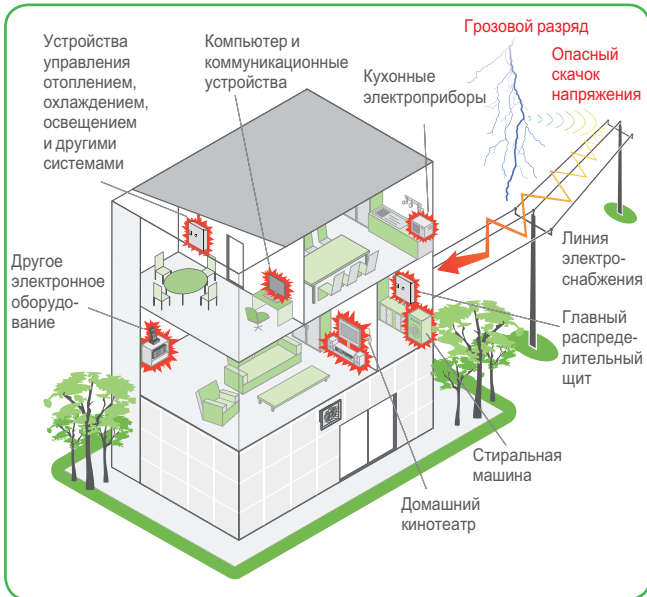 Устройства
управления
отоплением,
охлаждением,
освещением
и другими
системами
Компьютер и
коммуникационные
устройства
Кухонные
электроприборы
Грозовой разряд
Опасный
скачок
напряжения
Другое
электронное
оборудо-
вание
Линия
электро-
снабжения
Главный
распреде-
лительный
щит
Стиральная
машина
Домашний
кинотеатр